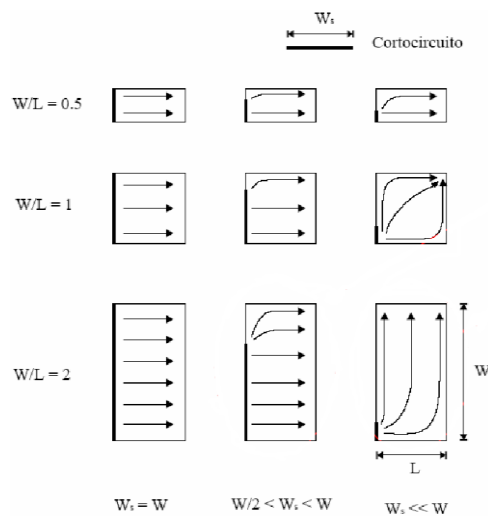 Wₛ
Cortocircuito
W/L = 0.5
W/L = 1
W/L = 2
W
L
Wₛ = W
W/2 < Wₛ < W
Wₛ << W